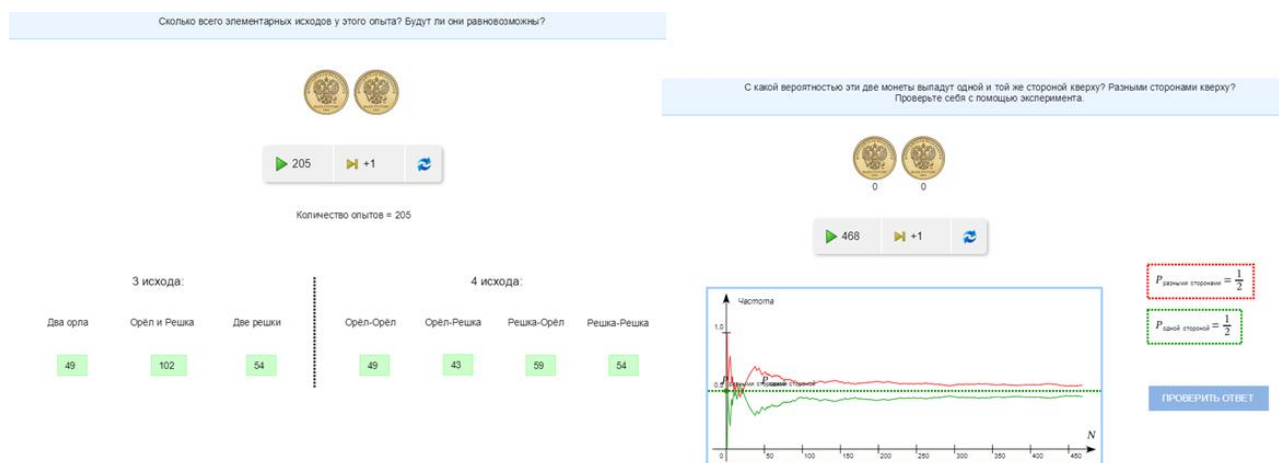 Сколько всего элементарных исходов у этого опыта? Будут ли они равновозможны?
205 +1
Количество опытов = 205
3 исхода: 4 исхода:
Два орла Орёл и Решка Две решки Орёл-Орёл Орёл-Решка Решка-Орёл Решка-Решка
49 102 54 49 43 59 54
С какой вероятностью эти две монеты выпадут одной и той же стороной кверху? Разными сторонами кверху?
Проверьте себя с помощью эксперимента.
0 0
468 +1
Частота
1.0
0 50 100 150 200 250 300 350 400 450
N
P разными сторонами = 1/2
P одной стороной = 1/2
ПРОВЕРИТЬ ОТВЕТ